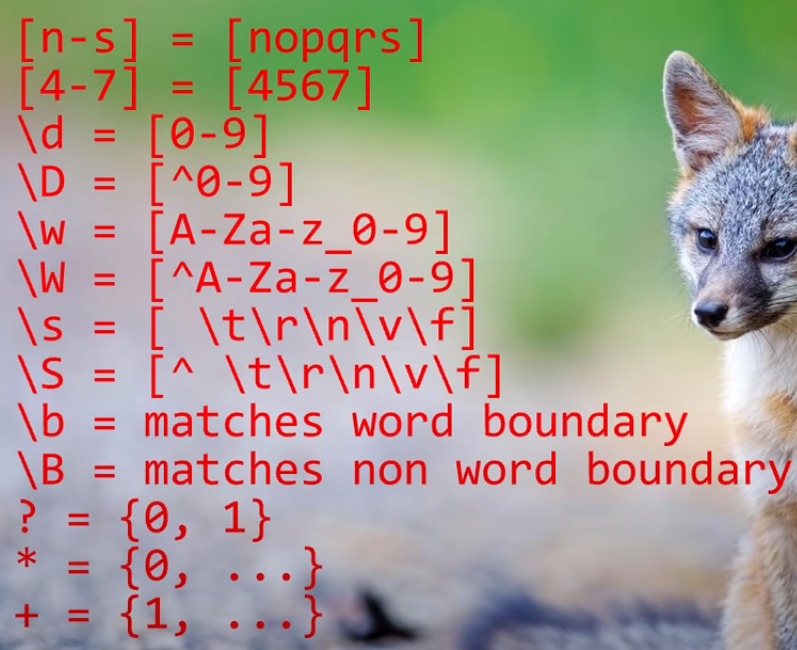 [n-s] = [nopqrs]
[4-7] = [4567]
\d = [0-9]
\D = [^0-9]
\w = [A-Za-z_0-9]
\W = [^A-Za-z_0-9]
\s = [ \t\r\n\v\f]
\S = [^ \t\r\n\v\f]
\b = matches word boundary
\B = matches non word boundary
? = {0, 1}
* = {0, ...}
+ = {1, ...}